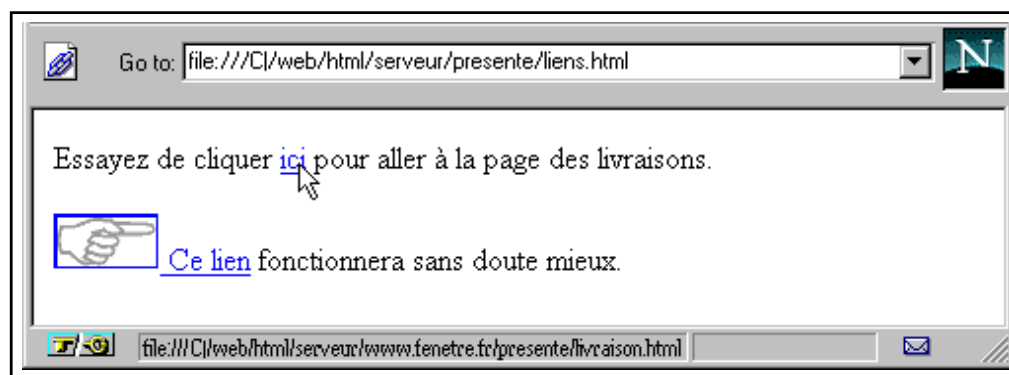 Go to: file:///C|/web/html/serveur/presente/liens.html
N
Essayez de cliquer ici pour aller à la page des livraisons.
Ce lien fonctionnera sans doute mieux.
file:///C|/web/html/serveur/www.fenetre.fr/presente/livraison.html